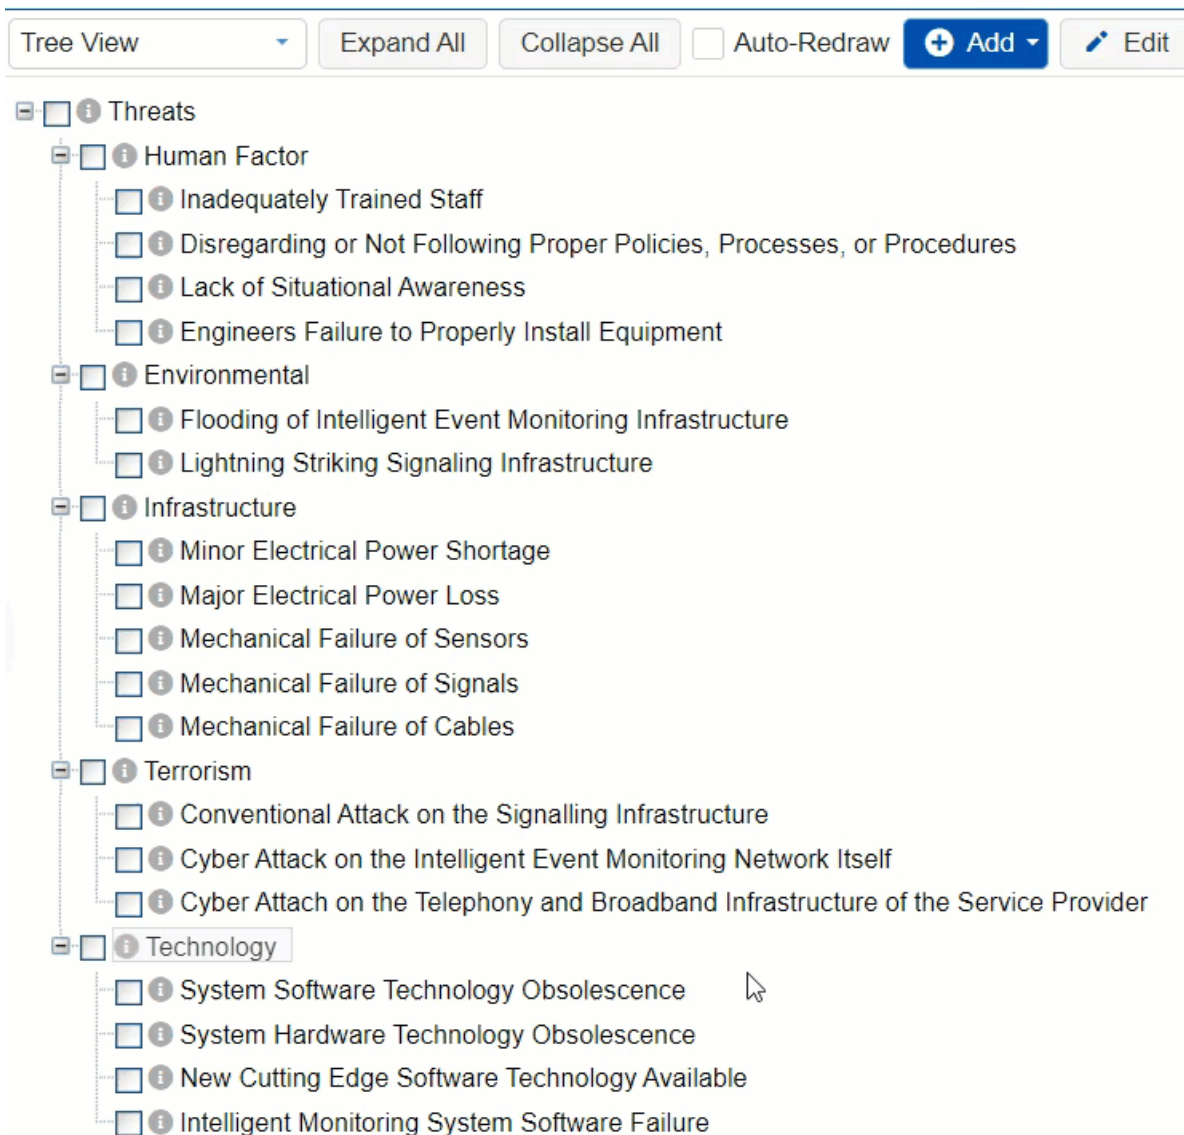 Tree View Expand All Collapse All Auto-Redraw Add Edit
Threats
Human Factor
Inadequately Trained Staff
Disregarding or Not Following Proper Policies, Processes, or Procedures
Lack of Situational Awareness
Engineers Failure to Properly Install Equipment
Environmental
Flooding of Intelligent Event Monitoring Infrastructure
Lightning Striking Signaling Infrastructure
Infrastructure
Minor Electrical Power Shortage
Major Electrical Power Loss
Mechanical Failure of Sensors
Mechanical Failure of Signals
Mechanical Failure of Cables
Terrorism
Conventional Attack on the Signalling Infrastructure
Cyber Attack on the Intelligent Event Monitoring Network Itself
Cyber Attach on the Telephony and Broadband Infrastructure of the Service Provider
Technology
System Software Technology Obsolescence
System Hardware Technology Obsolescence
New Cutting Edge Software Technology Available
Intelligent Monitoring System Software Failure